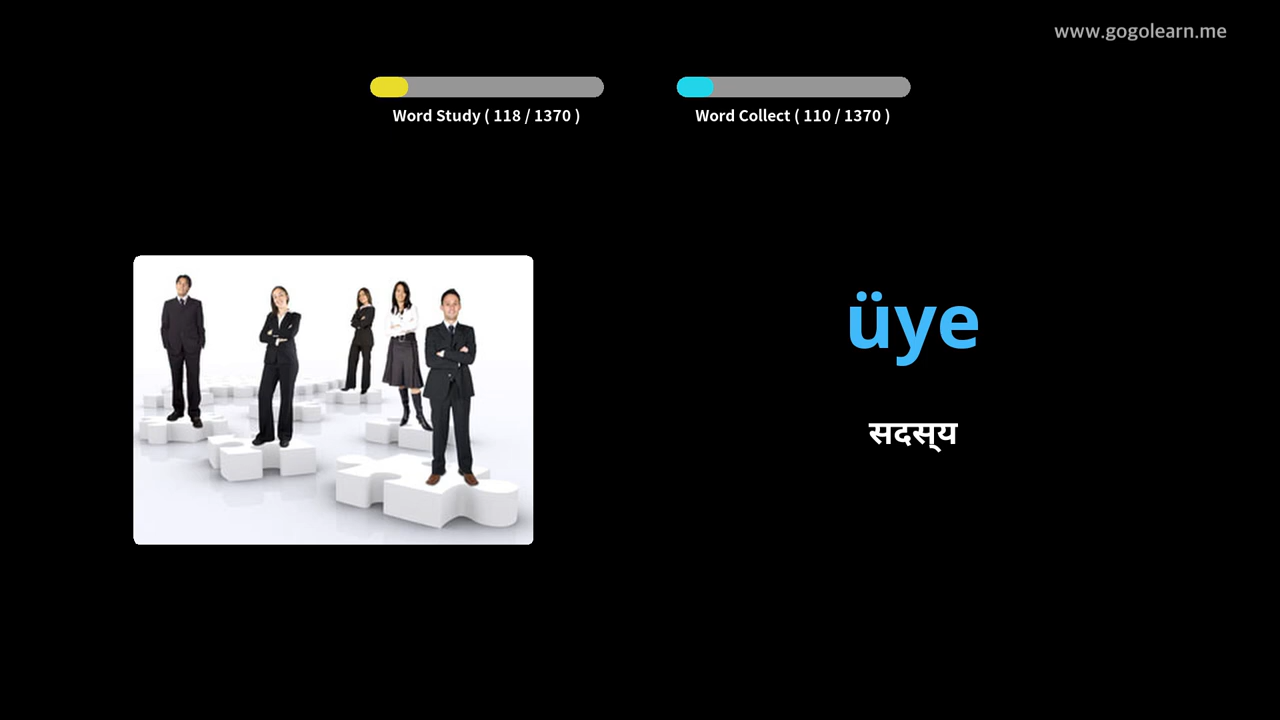 www.gogolearn.me
Word Study ( 118 / 1370 )
Word Collect ( 110 / 1370 )
üye
सदस्‌य